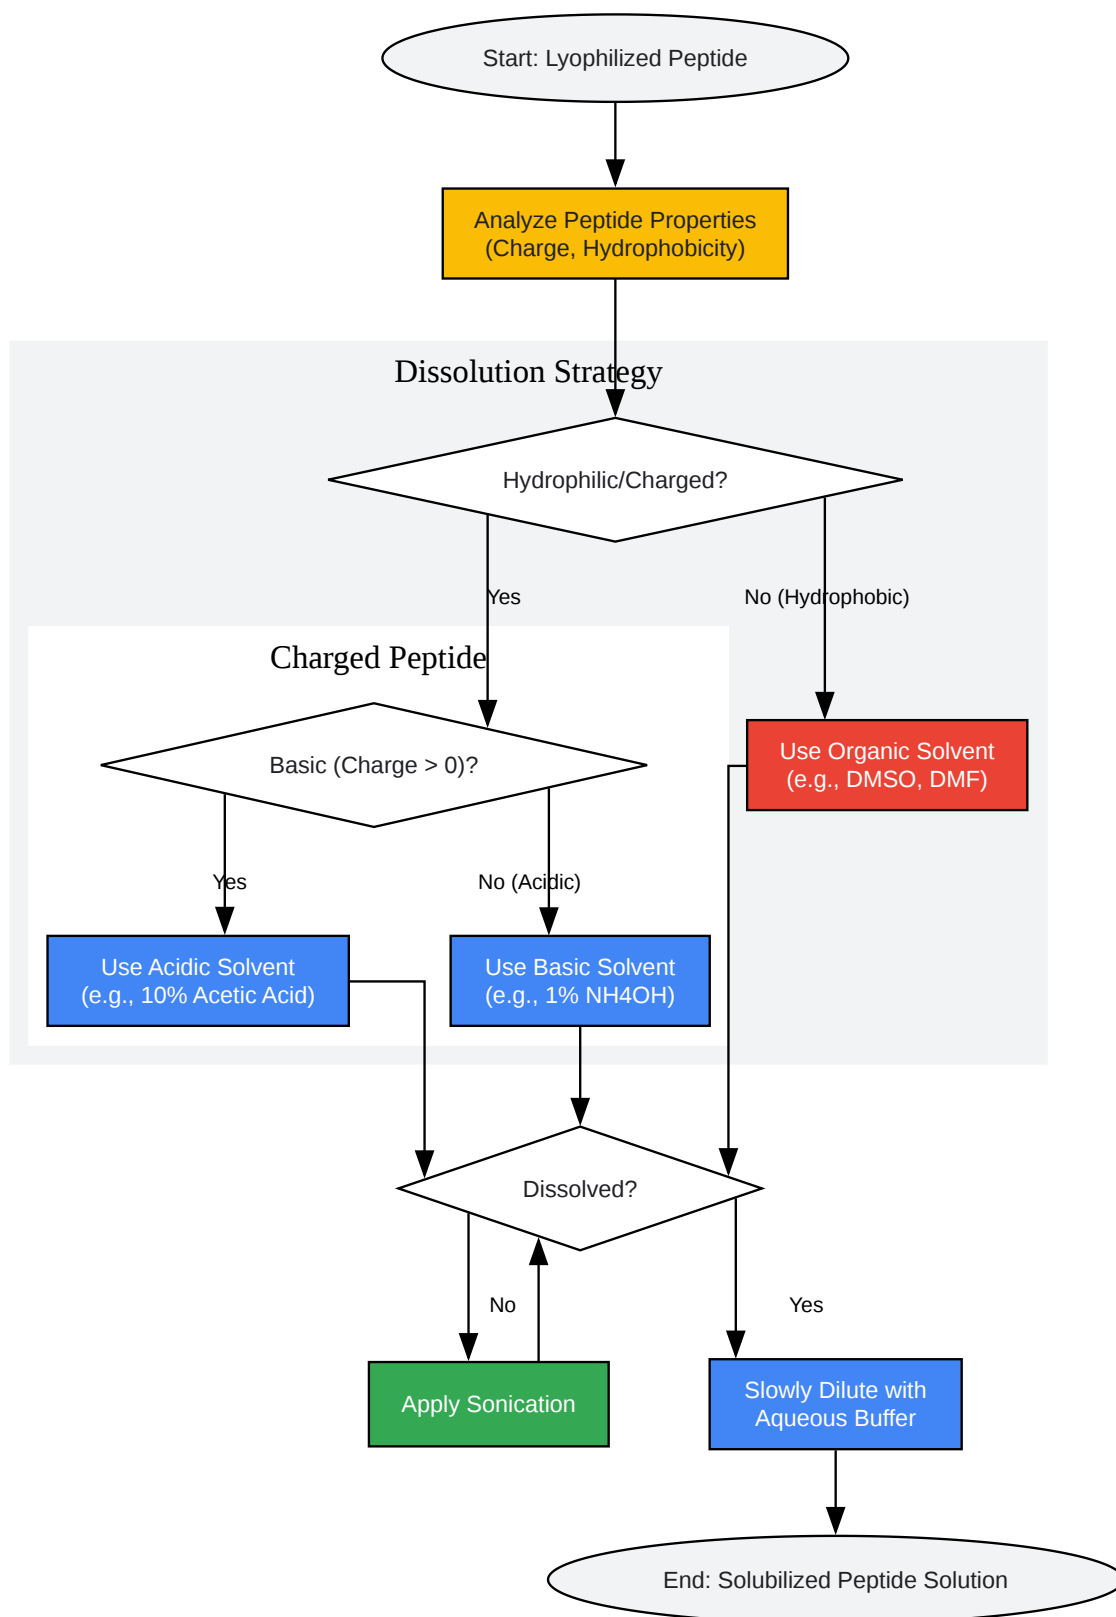 Start: Lyophilized Peptide
Analyze Peptide Properties
(Charge, Hydrophobicity)
Dissolution Strategy
Hydrophilic/Charged?
Yes
No (Hydrophobic)
Charged Peptide
Basic (Charge > 0)?
Use Organic Solvent
(e.g., DMSO, DMF)
Yes
No (Acidic)
Use Acidic Solvent
(e.g., 10% Acetic Acid)
Use Basic Solvent
(e.g., 1% NH4OH)
Dissolved?
No
Yes
Apply Sonication
Slowly Dilute with
Aqueous Buffer
End: Solubilized Peptide Solution